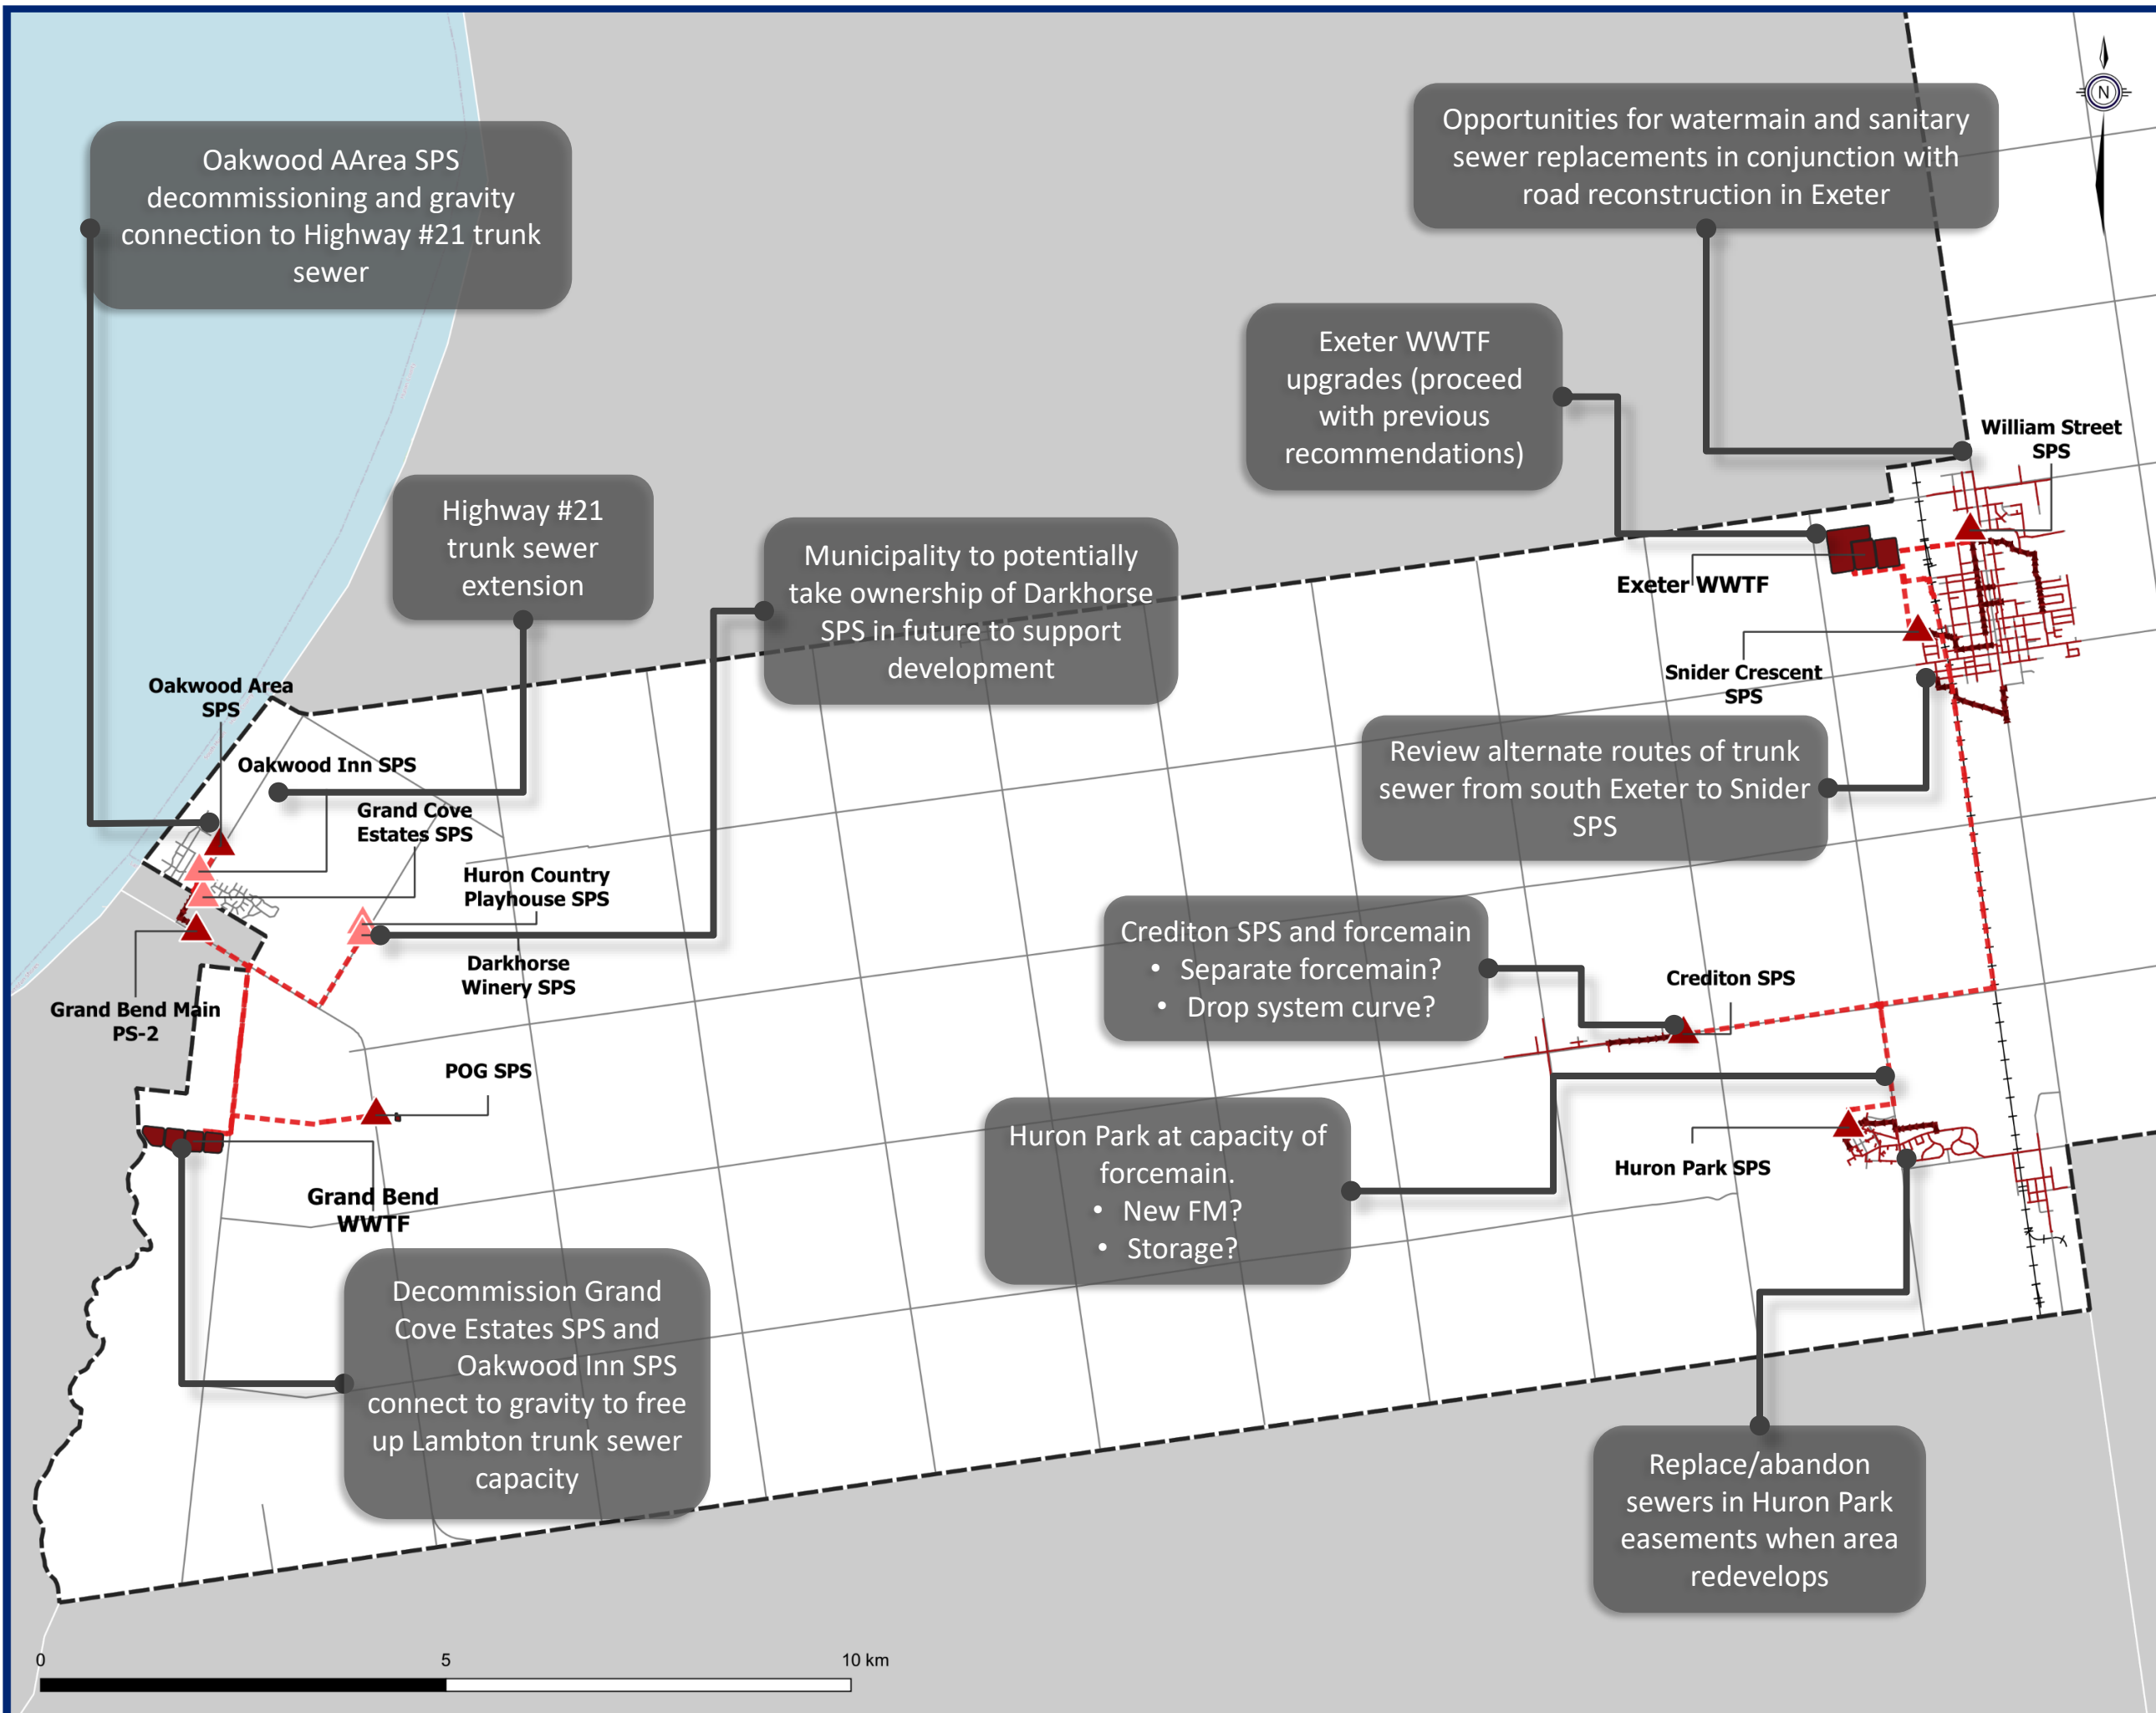 N
Oakwood AArea SPS
decommissioning and gravity
connection to Highway #21 trunk
sewer
Opportunities for watermain and sanitary
sewer replacements in conjunction with
road reconstruction in Exeter
Exeter WWTF
upgrades (proceed
with previous
recommendations)
William Street
SPS
Highway #21
trunk sewer
extension
Municipality to potentially
take ownership of Darkhorse
SPS in future to support
development
Exeter WWTF
Snider Crescent
SPS
Oakwood Area
SPS
Oakwood Inn SPS
Grand Cove
Estates SPS
Review alternate routes of trunk
sewer from south Exeter to Snider
SPS
Huron Country
Playhouse SPS
Darkhorse
Winery SPS
Crediton SPS and forcemain
• Separate forcemain?
• Drop system curve?
Crediton SPS
Grand Bend Main
PS-2
POG SPS
Huron Park at capacity of
forcemain.
• New FM?
• Storage?
Huron Park SPS
Grand Bend
WWTF
Decommission Grand
Cove Estates SPS and
Oakwood Inn SPS
connect to gravity to free
up Lambton trunk sewer
capacity
Replace/abandon
sewers in Huron Park
easements when area
redevelops
0 5 10 km